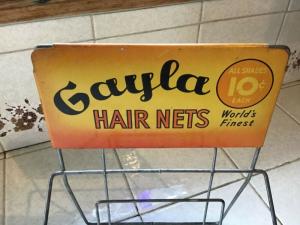 Gayla
HAIR NETS
ALL SHADES
10¢
EACH
World's
Finest